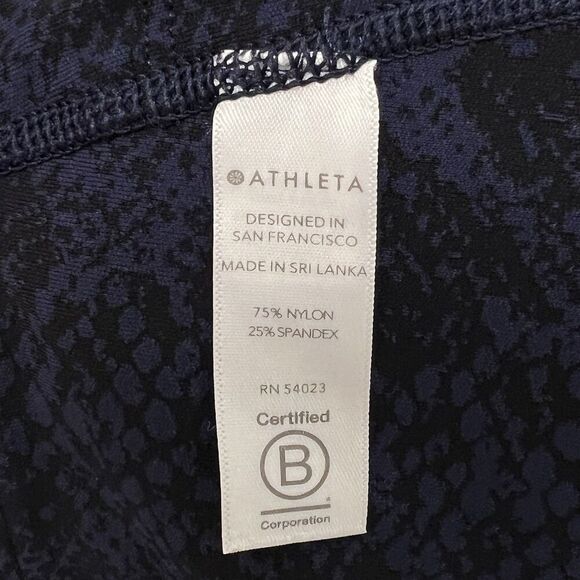 ATHLETA
DESIGNED IN
SAN FRANCISCO
MADE IN SRI LANKA
75% NYLON
25% SPANDEX
RN 54023
Certified
B
Corporation